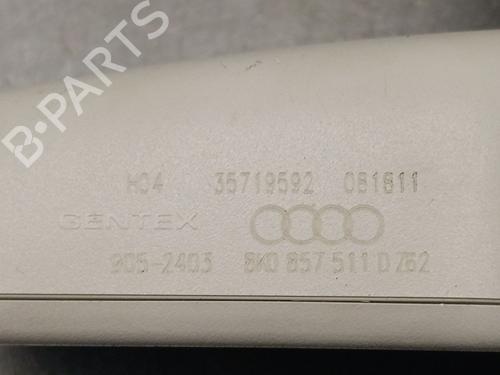 B-PARTS
H04 35719592 081811
GENTEX
905-2403 8K0 857 511 D Z62